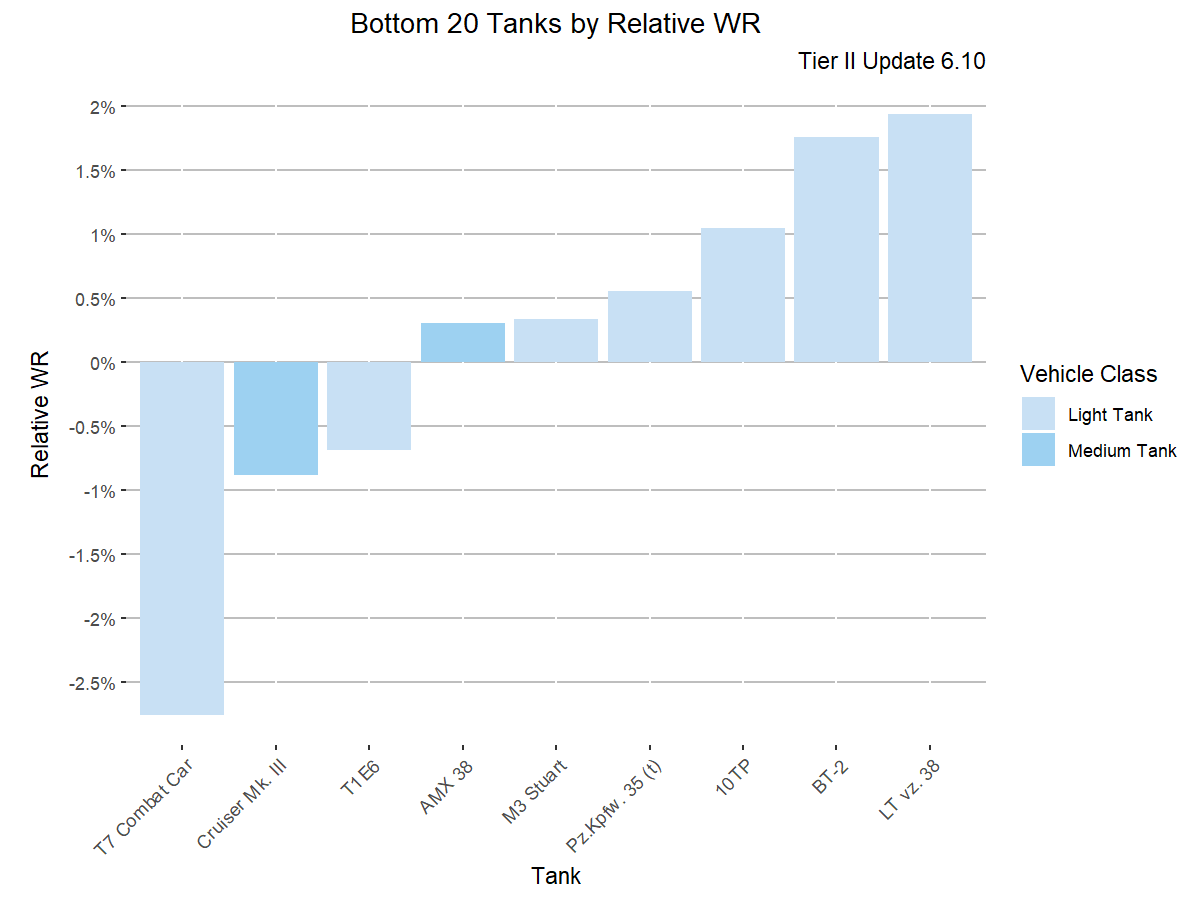 Bottom 20 Tanks by Relative WR
Tier II Update 6.10
2%
1.5%
1%
0.5%
0%
-0.5%
-1%
-1.5%
-2%
-2.5%
Relative WR
T7 Combat Car
Cruiser Mk. III
T1E6
AMX 38
M3 Stuart
Pz.Kpfw. 35 (t)
10TP
BT-2
LT vz. 38
Tank
Vehicle Class
Light Tank
Medium Tank